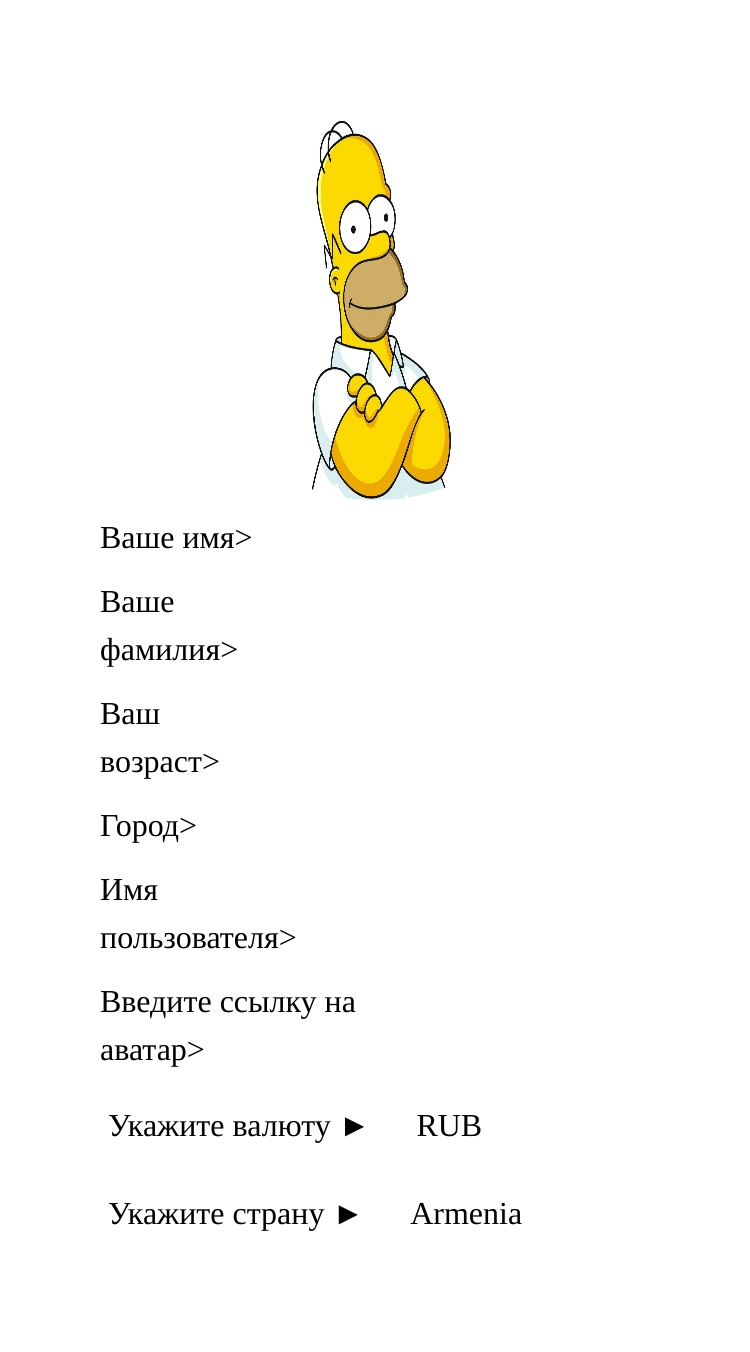 Ваше имя>
Ваше
фамилия>
Ваш
возраст>
Город>
Имя
пользователя>
Введите ссылку на
аватар>
Укажите валюту ► RUB
Укажите страну ► Armenia